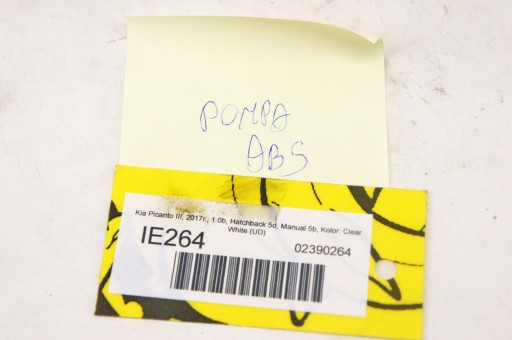 POMPA
ABS
Kia Picanto III, 2017r., 1.0b, Hatchback 5d, Manual 5b, Kolor: Clear
White (UD)
IE264
02390264